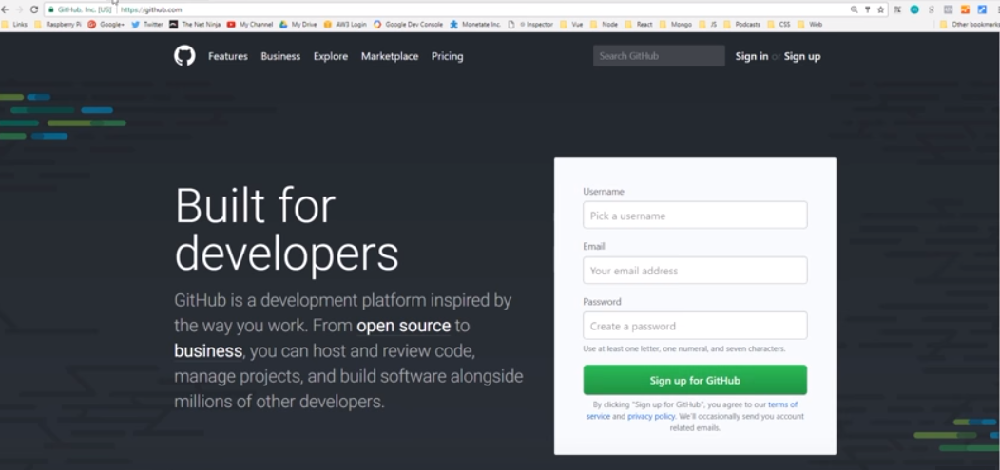 GitHub, Inc. [US]
https://github.com
Links
Raspberry Pi
Google+
Twitter
The Net Ninja
My Channel
My Drive
AW3 Login
Google Dev Console
Monetate Inc.
Inspector
Vue
Node
React
Mongo
JS
Podcasts
CSS
Web
Other bookmarks
Features
Business
Explore
Marketplace
Pricing
Search GitHub
Sign in or Sign up
Built for
developers
GitHub is a development platform inspired by
the way you work. From open source to
business, you can host and review code,
manage projects, and build software alongside
millions of other developers.
Username
Pick a username
Email
Your email address
Password
Create a password
Use at least one letter, one numeral, and seven characters.
Sign up for GitHub
By clicking "Sign up for GitHub", you agree to our terms of
service and privacy policy. We'll occasionally send you account
related emails.